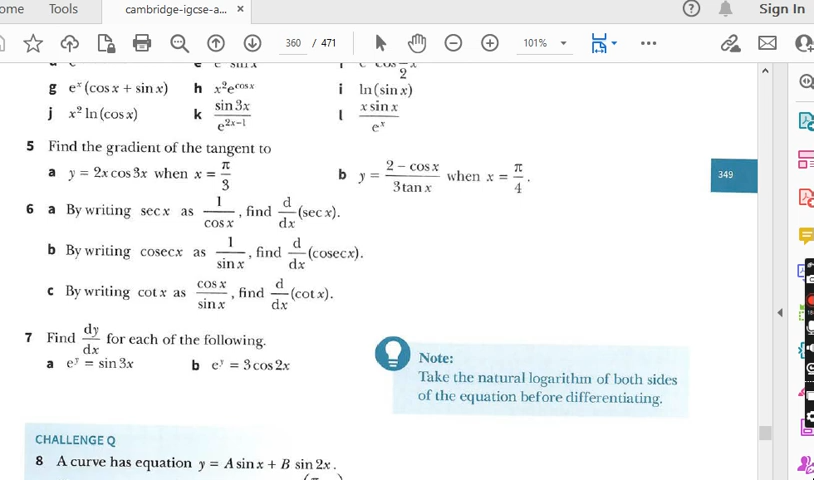 ome Tools cambridge-igcse-a... × Sign In
360 / 471 101%
g eˣ(cos x + sin x) h x²e^(cos x) i ln(sin x)
j x² ln(cos x) k sin 3x / e^(2x−1) l x sin x / eˣ
5 Find the gradient of the tangent to
a y = 2x cos 3x when x = π/3 b y = (2 − cos x)/(3 tan x) when x = π/4.
349
6 a By writing sec x as 1/cos x, find d/dx(sec x).
b By writing cosecx as 1/sin x, find d/dx(cosecx).
c By writing cot x as cos x/sin x, find d/dx(cot x).
7 Find dy/dx for each of the following.
a eʸ = sin 3x b eʸ = 3 cos 2x
Note:
Take the natural logarithm of both sides
of the equation before differentiating.
CHALLENGE Q
8 A curve has equation y = A sin x + B sin 2x.